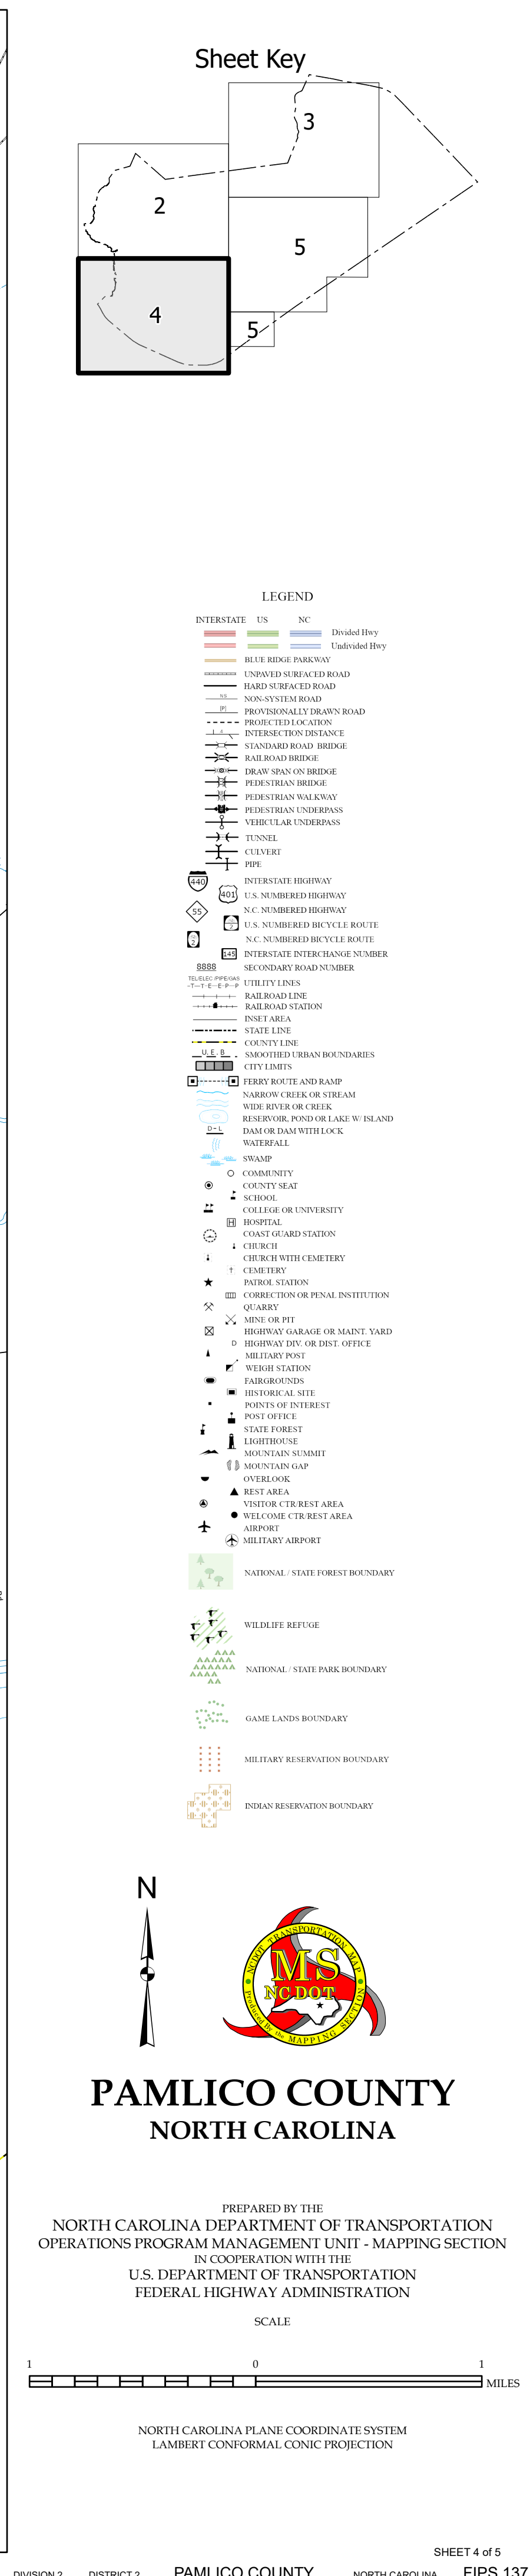 Sheet Key
3
2
5
4
5
LEGEND
INTERSTATE US NC
Divided Hwy
Undivided Hwy
BLUE RIDGE PARKWAY
UNPAVED SURFACED ROAD
HARD SURFACED ROAD
NS NON-SYSTEM ROAD
[P] PROVISIONALLY DRAWN ROAD
PROJECTED LOCATION
INTERSECTION DISTANCE
STANDARD ROAD BRIDGE
RAILROAD BRIDGE
DRAW SPAN ON BRIDGE
PEDESTRIAN BRIDGE
PEDESTRIAN WALKWAY
PEDESTRIAN UNDERPASS
VEHICULAR UNDERPASS
TUNNEL
CULVERT
PIPE
440 INTERSTATE HIGHWAY
401 U.S. NUMBERED HIGHWAY
55 N.C. NUMBERED HIGHWAY
2 U.S. NUMBERED BICYCLE ROUTE
2 N.C. NUMBERED BICYCLE ROUTE
145 INTERSTATE INTERCHANGE NUMBER
8888 SECONDARY ROAD NUMBER
TEL/ELEC /PIPE/GAS
-T-T-E-E-P-P UTILITY LINES
RAILROAD LINE
RAILROAD STATION
INSET AREA
STATE LINE
COUNTY LINE
U.E.B SMOOTHED URBAN BOUNDARIES
CITY LIMITS
FERRY ROUTE AND RAMP
NARROW CREEK OR STREAM
WIDE RIVER OR CREEK
RESERVOIR, POND OR LAKE W/ ISLAND
D-L DAM OR DAM WITH LOCK
WATERFALL
SWAMP
COMMUNITY
COUNTY SEAT
SCHOOL
COLLEGE OR UNIVERSITY
H HOSPITAL
COAST GUARD STATION
CHURCH
CHURCH WITH CEMETERY
CEMETERY
PATROL STATION
CORRECTION OR PENAL INSTITUTION
QUARRY
MINE OR PIT
HIGHWAY GARAGE OR MAINT. YARD
D HIGHWAY DIV. OR DIST. OFFICE
MILITARY POST
WEIGH STATION
FAIRGROUNDS
HISTORICAL SITE
POINTS OF INTEREST
POST OFFICE
STATE FOREST
LIGHTHOUSE
MOUNTAIN SUMMIT
MOUNTAIN GAP
OVERLOOK
REST AREA
VISITOR CTR/REST AREA
WELCOME CTR/REST AREA
AIRPORT
MILITARY AIRPORT
NATIONAL / STATE FOREST BOUNDARY
WILDLIFE REFUGE
NATIONAL / STATE PARK BOUNDARY
GAME LANDS BOUNDARY
MILITARY RESERVATION BOUNDARY
INDIAN RESERVATION BOUNDARY
N
NCDOT TRANSPORTATION MAP
MS
NCDOT
Produced By the MAPPING SECTION
PAMLICO COUNTY
NORTH CAROLINA
PREPARED BY THE
NORTH CAROLINA DEPARTMENT OF TRANSPORTATION
OPERATIONS PROGRAM MANAGEMENT UNIT - MAPPING SECTION
IN COOPERATION WITH THE
U.S. DEPARTMENT OF TRANSPORTATION
FEDERAL HIGHWAY ADMINISTRATION
SCALE
1 0 1
MILES
NORTH CAROLINA PLANE COORDINATE SYSTEM
LAMBERT CONFORMAL CONIC PROJECTION
SHEET 4 of 5
DIVISION 2 DISTRICT 2 PAMLICO COUNTY NORTH CAROLINA FIPS 137